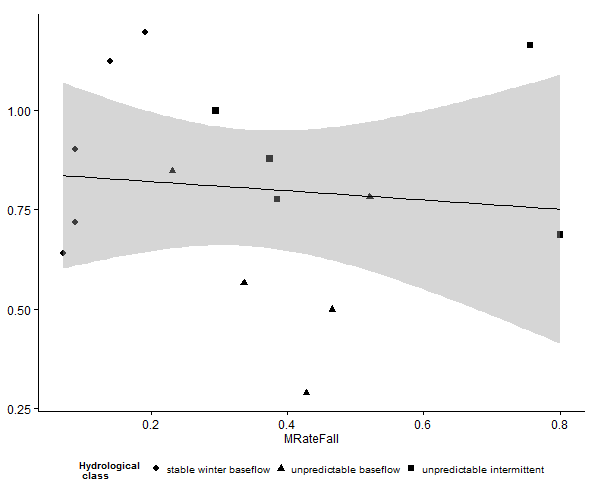 1.00
0.75
0.50
0.25
0.2 0.4 0.6 0.8
MRateFall
Hydrological
class
stable winter baseflow unpredictable baseflow unpredictable intermittent